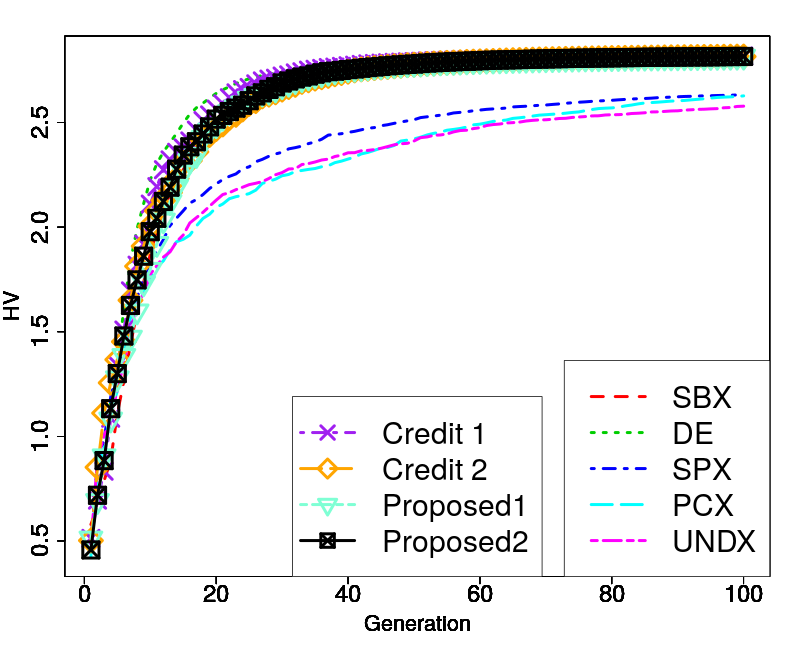 2.5
2.0
1.5
1.0
0.5
HV
Credit 1
Credit 2
Proposed1
Proposed2
SBX
DE
SPX
PCX
UNDX
0 20 40 60 80 100
Generation